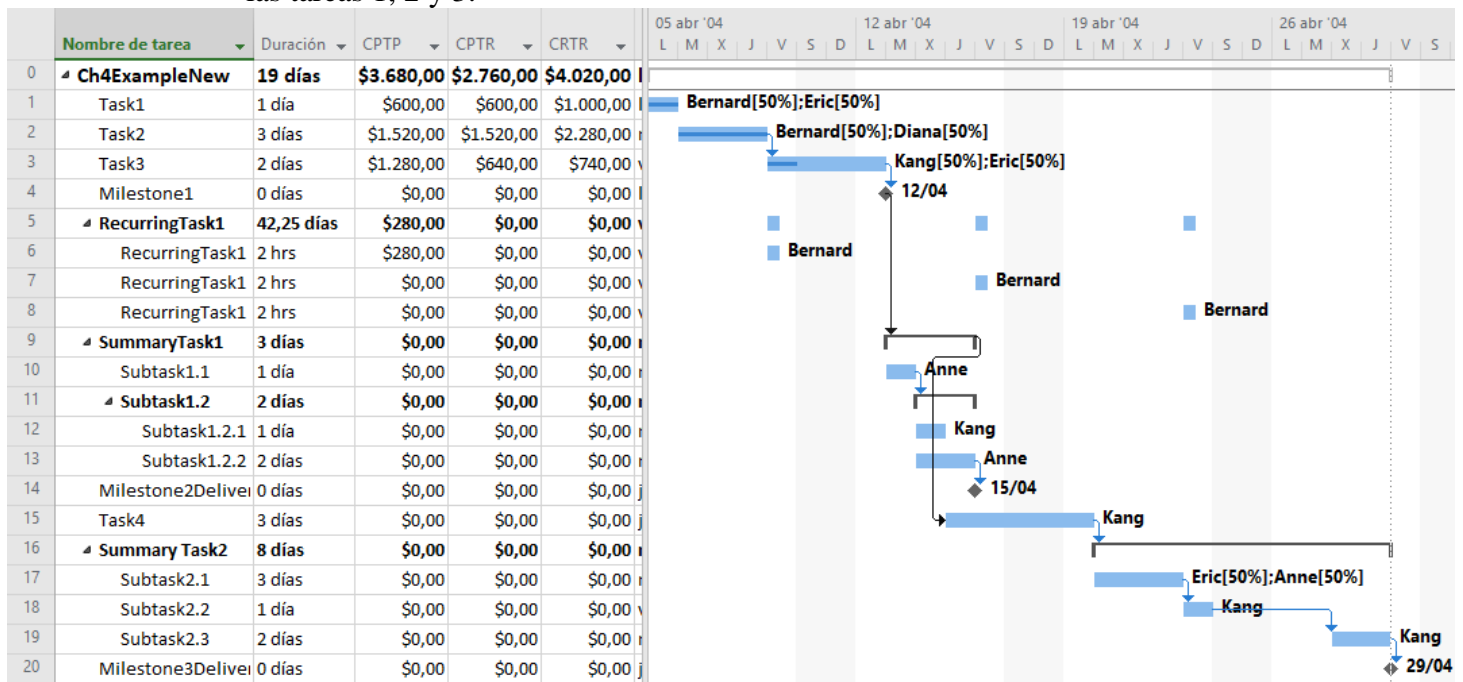 las tareas 1, 2 y 3.
05 abr '04 12 abr '04 19 abr '04 26 abr '04
Nombre de tarea Duración CPTP CPTR CRTR L M X J V S D L M X J V S D L M X J V S D L M X J V S
0 Ch4ExampleNew 19 días $3.680,00 $2.760,00 $4.020,00
1 Task1 1 día $600,00 $600,00 $1.000,00 Bernard[50%];Eric[50%]
2 Task2 3 días $1.520,00 $1.520,00 $2.280,00 Bernard[50%];Diana[50%]
3 Task3 2 días $1.280,00 $640,00 $740,00 Kang[50%];Eric[50%]
4 Milestone1 0 días $0,00 $0,00 $0,00 12/04
5 RecurringTask1 42,25 días $280,00 $0,00 $0,00
6 RecurringTask1 2 hrs $280,00 $0,00 $0,00 Bernard
7 RecurringTask1 2 hrs $0,00 $0,00 $0,00 Bernard
8 RecurringTask1 2 hrs $0,00 $0,00 $0,00 Bernard
9 SummaryTask1 3 días $0,00 $0,00 $0,00
10 Subtask1.1 1 día $0,00 $0,00 $0,00 Anne
11 Subtask1.2 2 días $0,00 $0,00 $0,00
12 Subtask1.2.1 1 día $0,00 $0,00 $0,00 Kang
13 Subtask1.2.2 2 días $0,00 $0,00 $0,00 Anne
14 Milestone2Deliver 0 días $0,00 $0,00 $0,00 j 15/04
15 Task4 3 días $0,00 $0,00 $0,00 j Kang
16 Summary Task2 8 días $0,00 $0,00 $0,00
17 Subtask2.1 3 días $0,00 $0,00 $0,00 Eric[50%];Anne[50%]
18 Subtask2.2 1 día $0,00 $0,00 $0,00 Kang
19 Subtask2.3 2 días $0,00 $0,00 $0,00 Kang
20 Milestone3Deliver 0 días $0,00 $0,00 $0,00 j 29/04